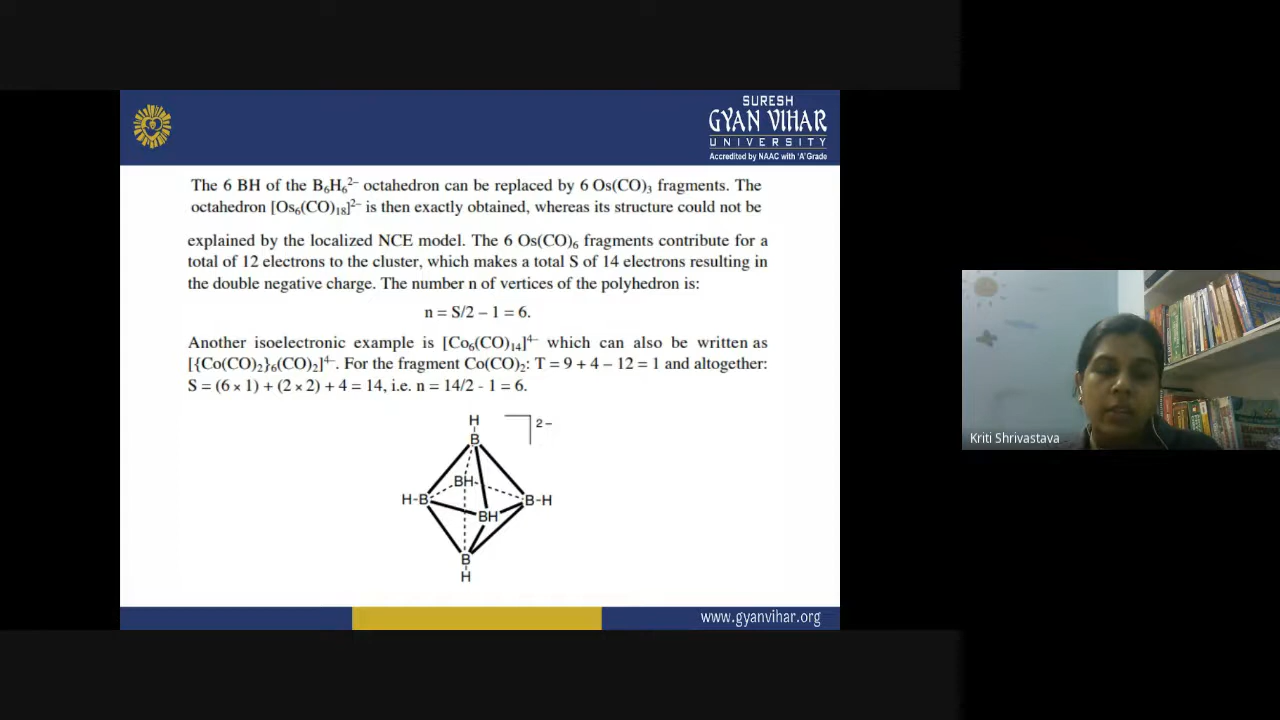 SURESH
GYAN VIHAR
UNIVERSITY
Accredited by NAAC with 'A' Grade
The 6 BH of the B₆H₆²⁻ octahedron can be replaced by 6 Os(CO)₃ fragments. The
octahedron [Os₆(CO)₁₈]²⁻ is then exactly obtained, whereas its structure could not be
explained by the localized NCE model. The 6 Os(CO)₆ fragments contribute for a
total of 12 electrons to the cluster, which makes a total S of 14 electrons resulting in
the double negative charge. The number n of vertices of the polyhedron is:
n = S/2 – 1 = 6.
Another isoelectronic example is [Co₆(CO)₁₄]⁴⁻ which can also be written as
[{Co(CO)₂}₆(CO)₂]⁴⁻. For the fragment Co(CO)₂: T = 9 + 4 – 12 = 1 and altogether:
S = (6 × 1) + (2 × 2) + 4 = 14, i.e. n = 14/2 - 1 = 6.
H
2 –
B
BH
H-B
B-H
BH
B
H
www.gyanvihar.org
Kriti Shrivastava